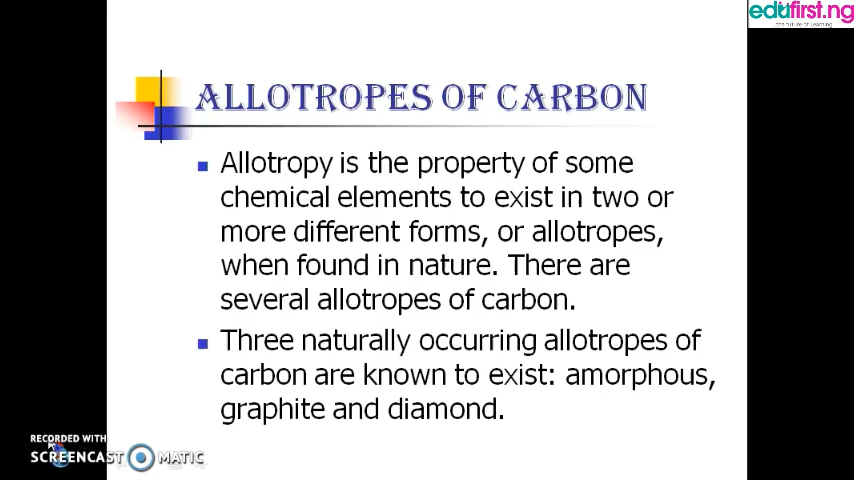 edufirst.ng
the future of learning
ALLOTROPES OF CARBON
Allotropy is the property of some
chemical elements to exist in two or
more different forms, or allotropes,
when found in nature. There are
several allotropes of carbon.
Three naturally occurring allotropes of
carbon are known to exist: amorphous,
graphite and diamond.
RECORDED WITH
SCREENCAST MATIC